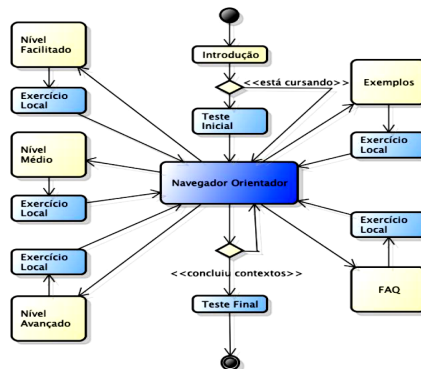 Nível
Facilitado
Exercício
Local
Nível
Médio
Exercício
Local
Exercício
Local
Nível
Avançado
Introdução
<<está cursando>>
Teste
Inicial
Navegador Orientador
<<concluiu contextos>>
Teste Final
Exemplos
Exercício
Local
Exercício
Local
FAQ